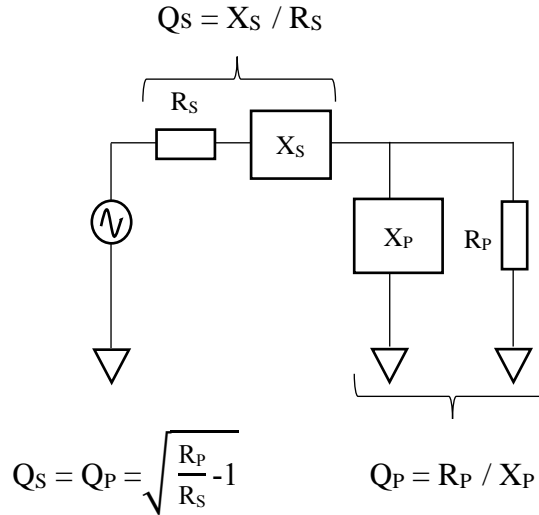 Qs = XS / RS
RS
XS
XP
RP
QS = QP = √(RP/RS -1)
QP = RP / XP